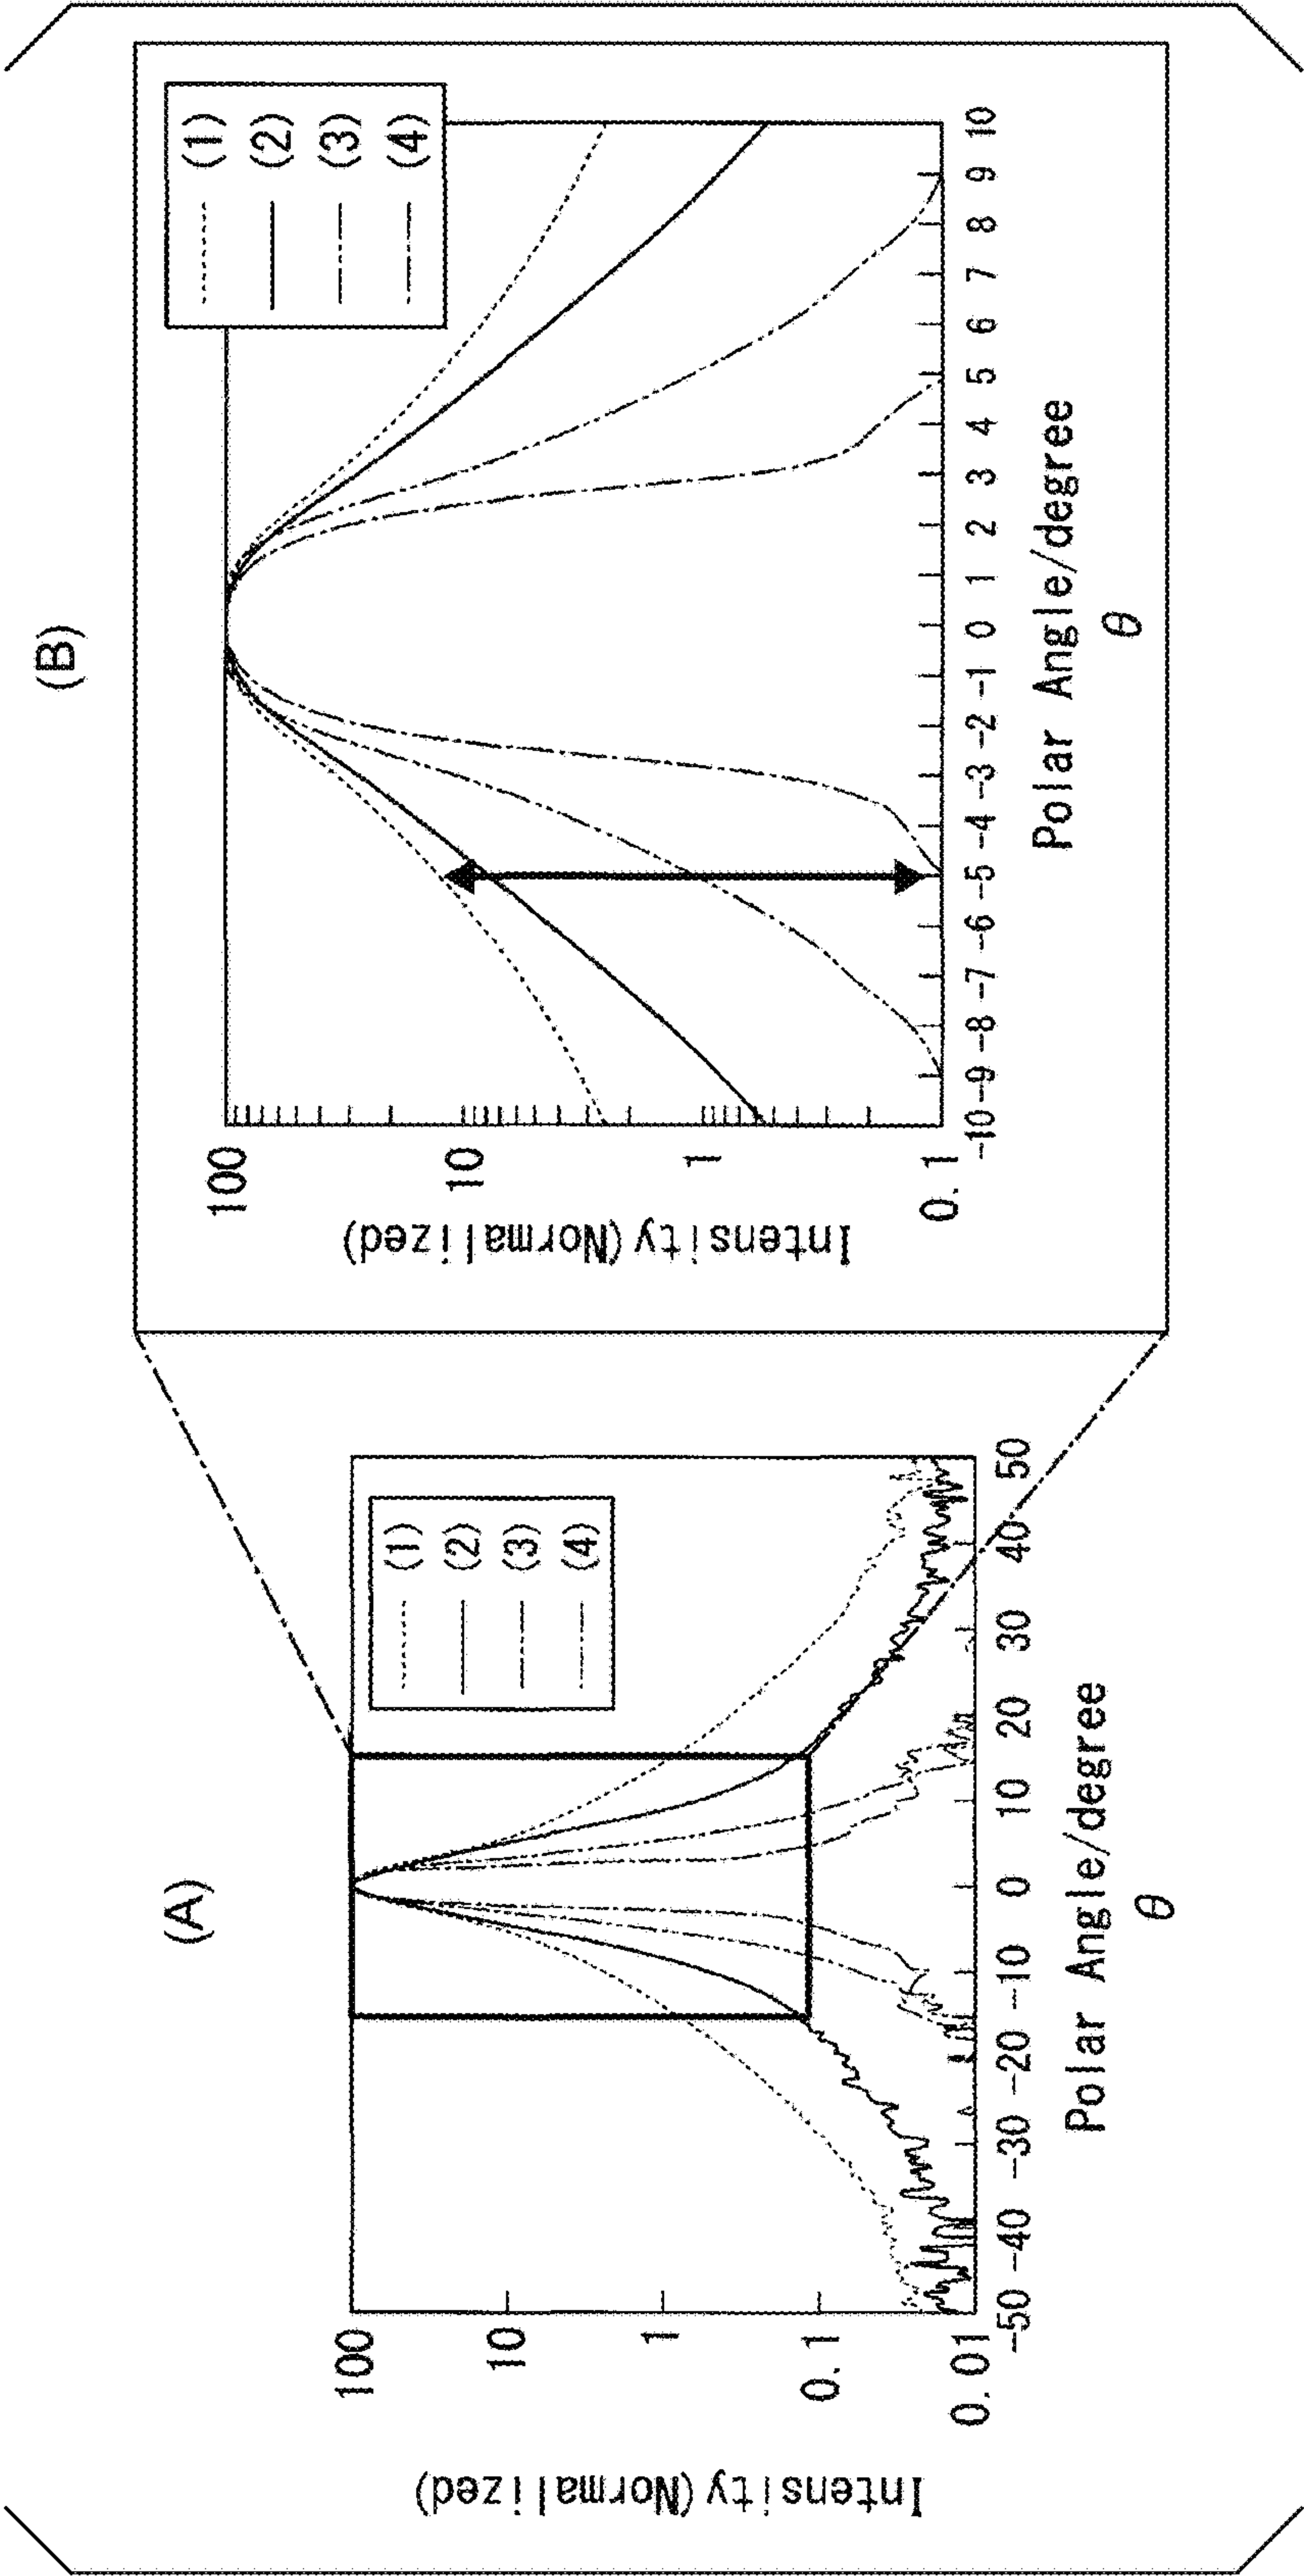 (A)
Intensity(Normalized)
100
10
1
0.1
0.01
(1)
(2)
(3)
(4)
-50 -40 -30 -20 -10 0 10 20 30 40 50
Polar Angle/degree
θ
(B)
Intensity(Normalized)
100
10
1
0.1
(1)
(2)
(3)
(4)
-10 -9 -8 -7 -6 -5 -4 -3 -2 -1 0 1 2 3 4 5 6 7 8 9 10
Polar Angle/degree
θ